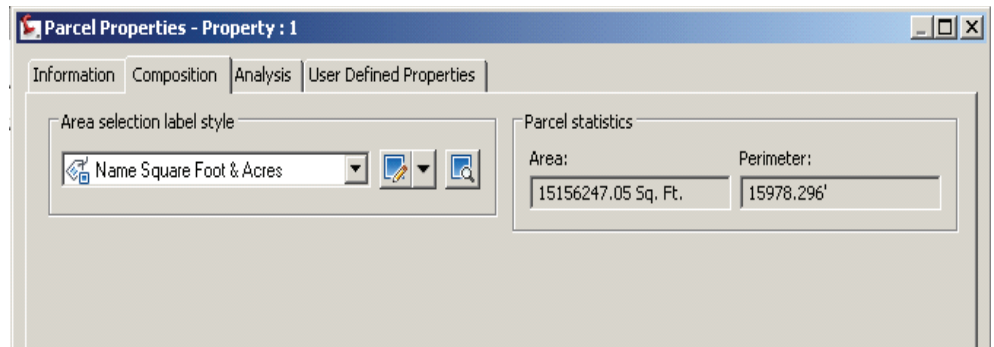 Parcel Properties - Property : 1
Information Composition Analysis User Defined Properties
Area selection label style
Name Square Foot & Acres
Parcel statistics
Area: Perimeter:
15156247.05 Sq. Ft. 15978.296'